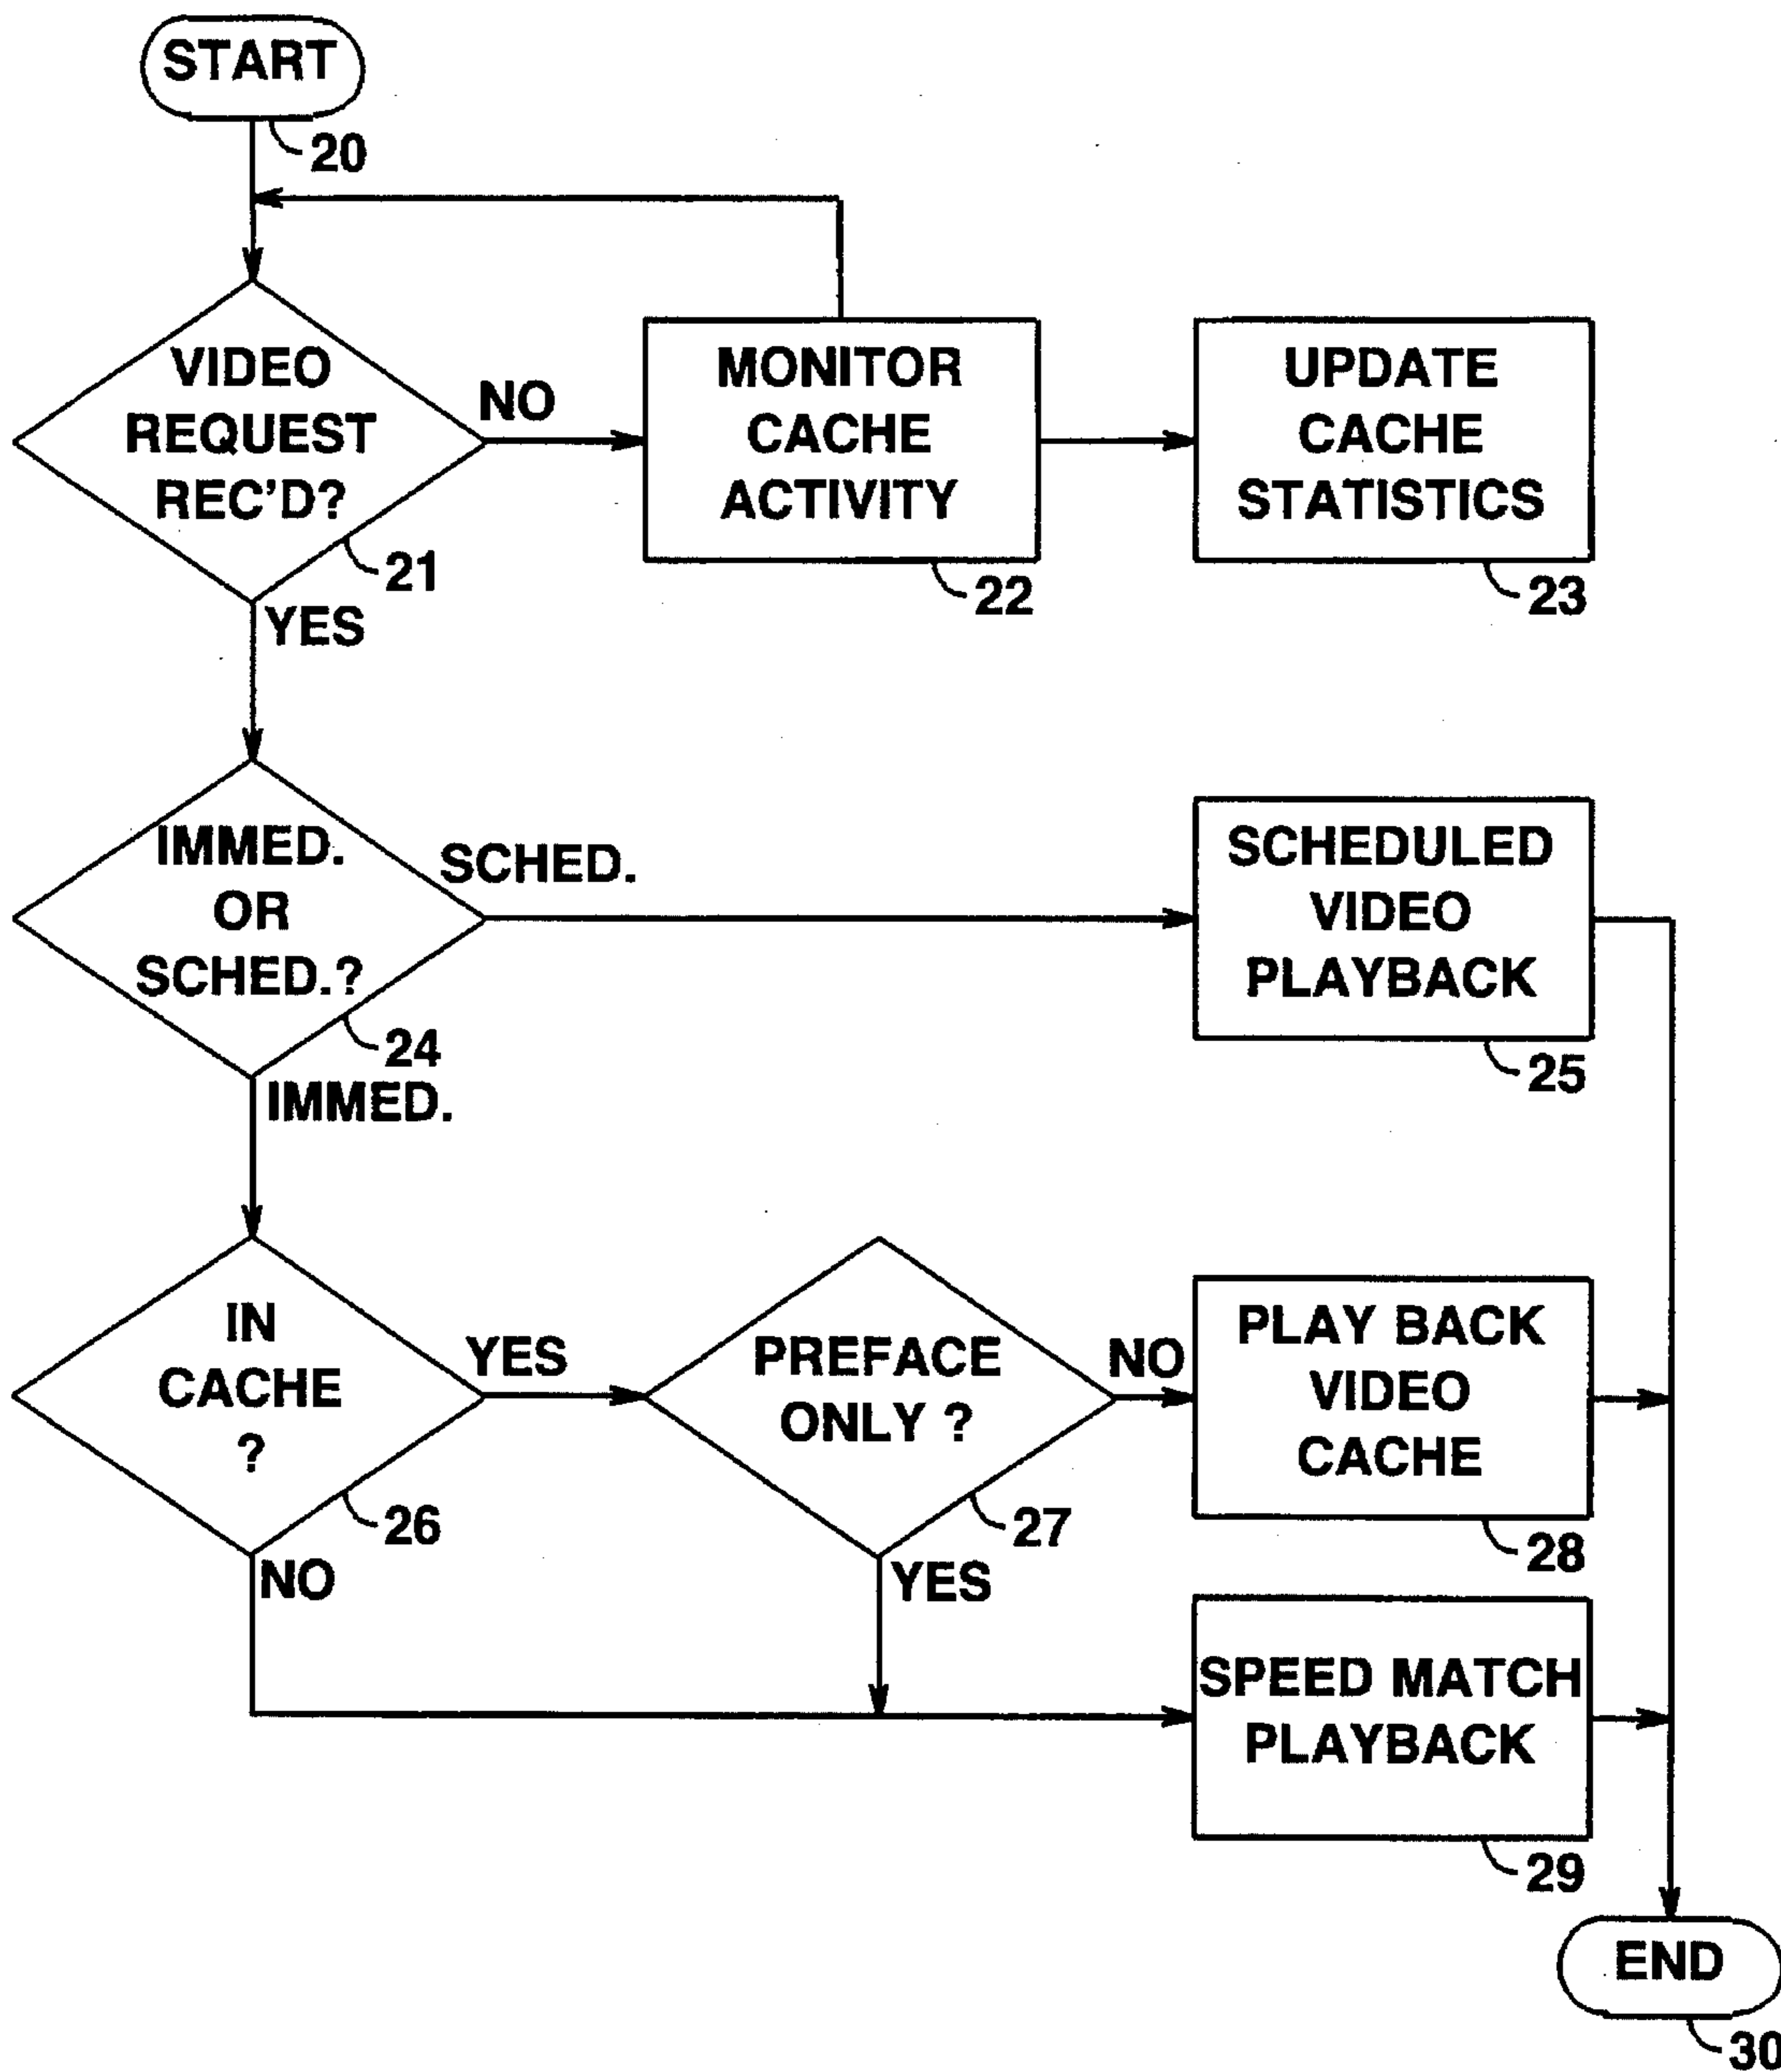 START
20
VIDEO
REQUEST
REC'D?
21
NO
MONITOR
CACHE
ACTIVITY
22
UPDATE
CACHE
STATISTICS
23
YES
IMMED.
OR
SCHED.?
24
SCHED.
SCHEDULED
VIDEO
PLAYBACK
25
IMMED.
IN
CACHE
?
26
YES
PREFACE
ONLY ?
27
NO
PLAY BACK
VIDEO
CACHE
28
NO
YES
SPEED MATCH
PLAYBACK
29
END
30